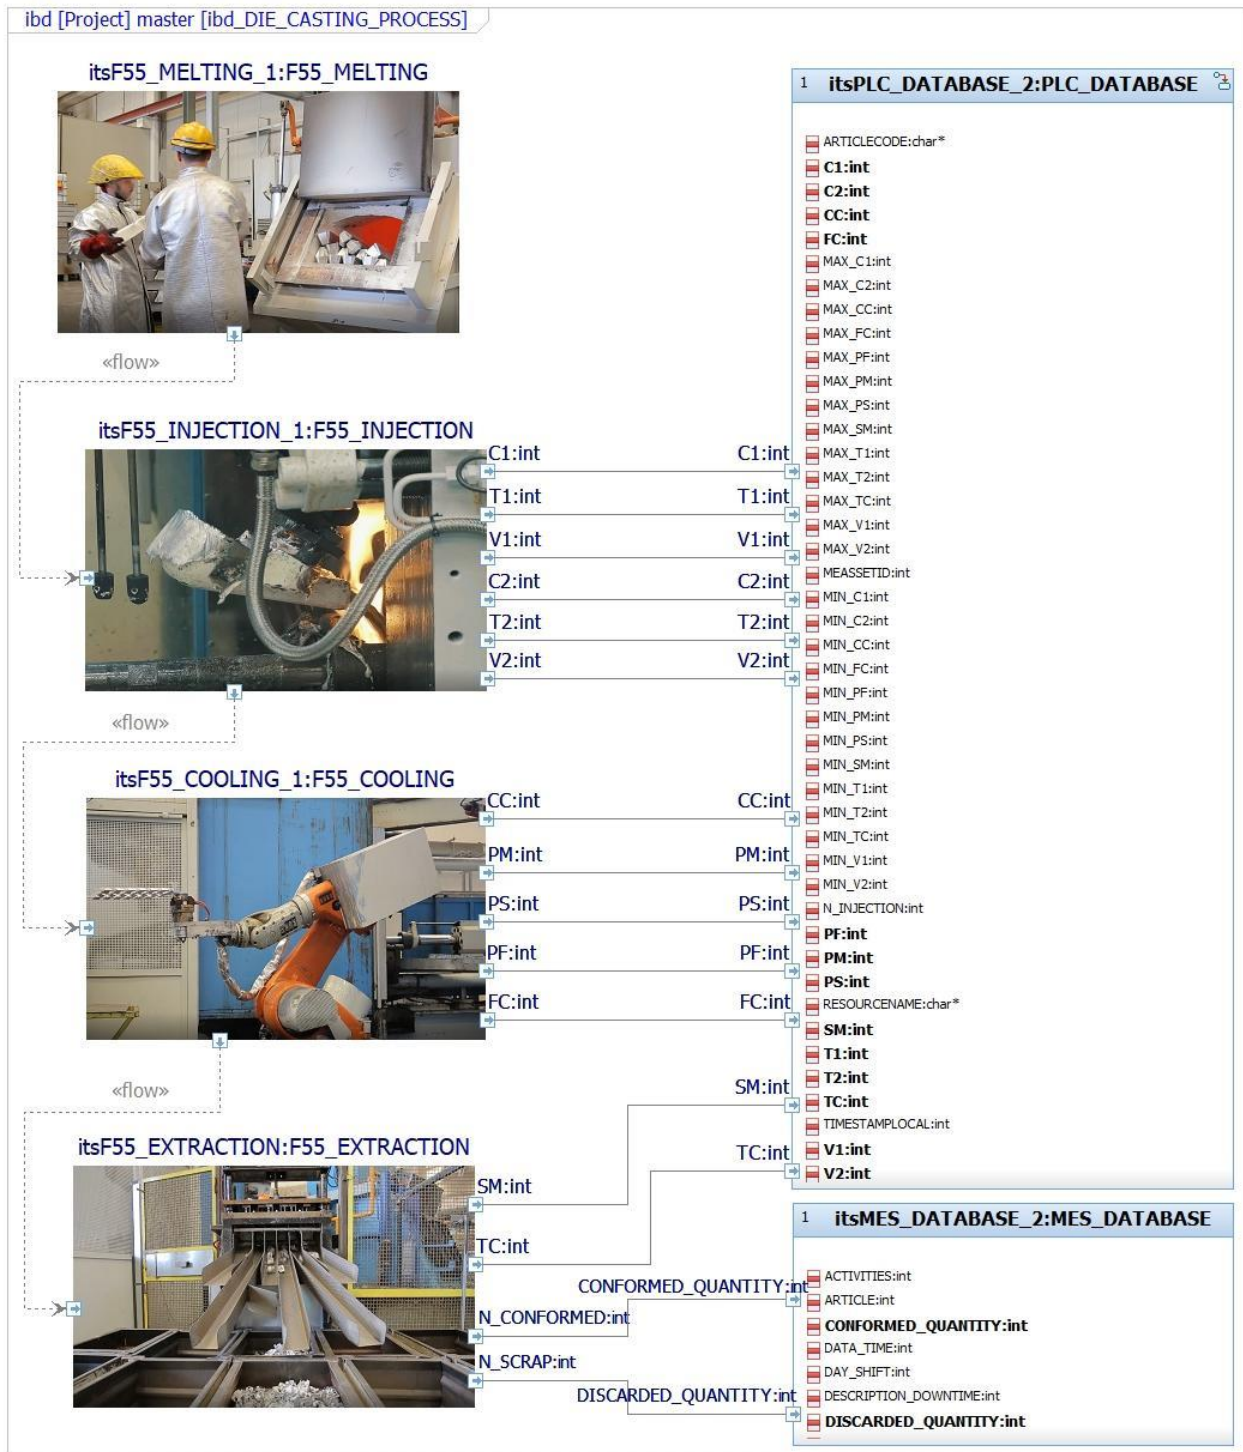 ibd [Project] master [ibd_DIE_CASTING_PROCESS]
itsF55_MELTING_1:F55_MELTING
«flow»
itsF55_INJECTION_1:F55_INJECTION
C1:int C1:int
T1:int T1:int
V1:int V1:int
C2:int C2:int
T2:int T2:int
V2:int V2:int
«flow»
itsF55_COOLING_1:F55_COOLING
CC:int CC:int
PM:int PM:int
PS:int PS:int
PF:int PF:int
FC:int FC:int
«flow»
itsF55_EXTRACTION:F55_EXTRACTION
SM:int SM:int
TC:int TC:int
N_CONFORMED:int CONFORMED_QUANTITY:int
N_SCRAP:int DISCARDED_QUANTITY:int
1 itsPLC_DATABASE_2:PLC_DATABASE
ARTICLECODE:char*
C1:int
C2:int
CC:int
FC:int
MAX_C1:int
MAX_C2:int
MAX_CC:int
MAX_FC:int
MAX_PF:int
MAX_PM:int
MAX_PS:int
MAX_SM:int
MAX_T1:int
MAX_T2:int
MAX_TC:int
MAX_V1:int
MAX_V2:int
MEASSETID:int
MIN_C1:int
MIN_C2:int
MIN_CC:int
MIN_FC:int
MIN_PF:int
MIN_PM:int
MIN_PS:int
MIN_SM:int
MIN_T1:int
MIN_T2:int
MIN_TC:int
MIN_V1:int
MIN_V2:int
N_INJECTION:int
PF:int
PM:int
PS:int
RESOURCENAME:char*
SM:int
T1:int
T2:int
TC:int
TIMESTAMPLOCAL:int
V1:int
V2:int
1 itsMES_DATABASE_2:MES_DATABASE
ACTIVITIES:int
ARTICLE:int
CONFORMED_QUANTITY:int
DATA_TIME:int
DAY_SHIFT:int
DESCRIPTION_DOWNTIME:int
DISCARDED_QUANTITY:int